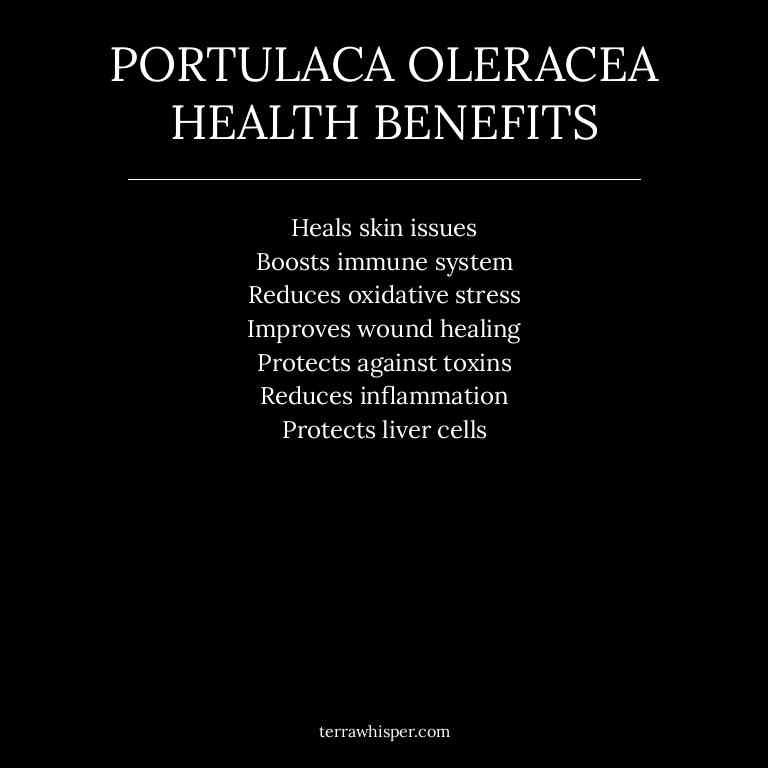 PORTULACA OLERACEA
HEALTH BENEFITS
Heals skin issues
Boosts immune system
Reduces oxidative stress
Improves wound healing
Protects against toxins
Reduces inflammation
Protects liver cells
terrawhisper.com